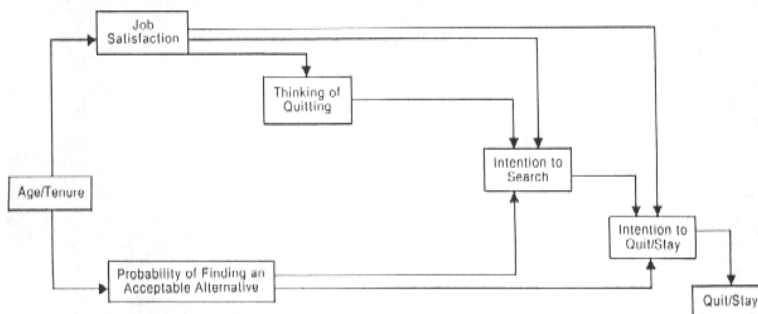 Job
Satisfaction
Thinking of
Quitting
Intention to
Search
Age/Tenure
Intention to
Quit/Stay
Probability of Finding an
Acceptable Alternative
Quit/Stay